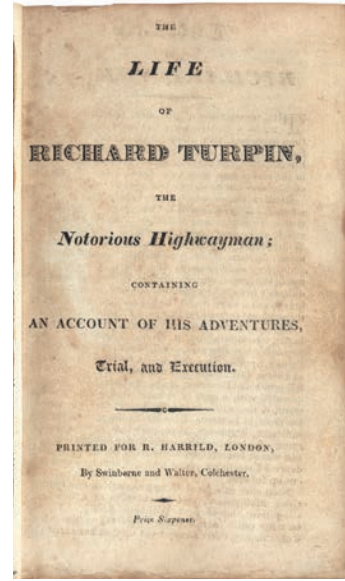 THE
LIFE
OF
RICHARD TURPIN,
THE
Notorious Highwayman;
CONTAINING
AN ACCOUNT OF HIS ADVENTURES,
Trial, and Execution.
PRINTED FOR R. HARRILD, LONDON,
By Swinborne and Walter, Colchester.
Price Sixpence.